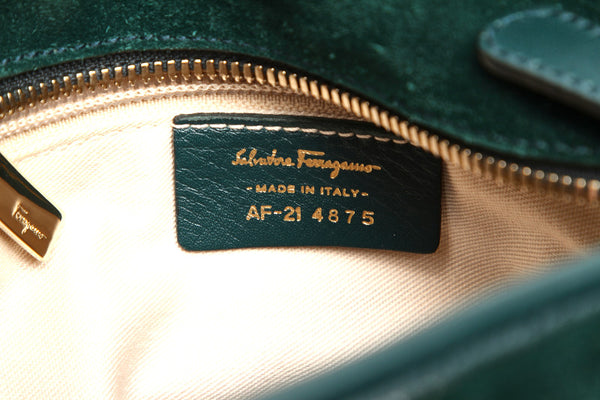 Salvatore Ferragamo
-MADE IN ITALY-
AF-21 4875
Ferragamo